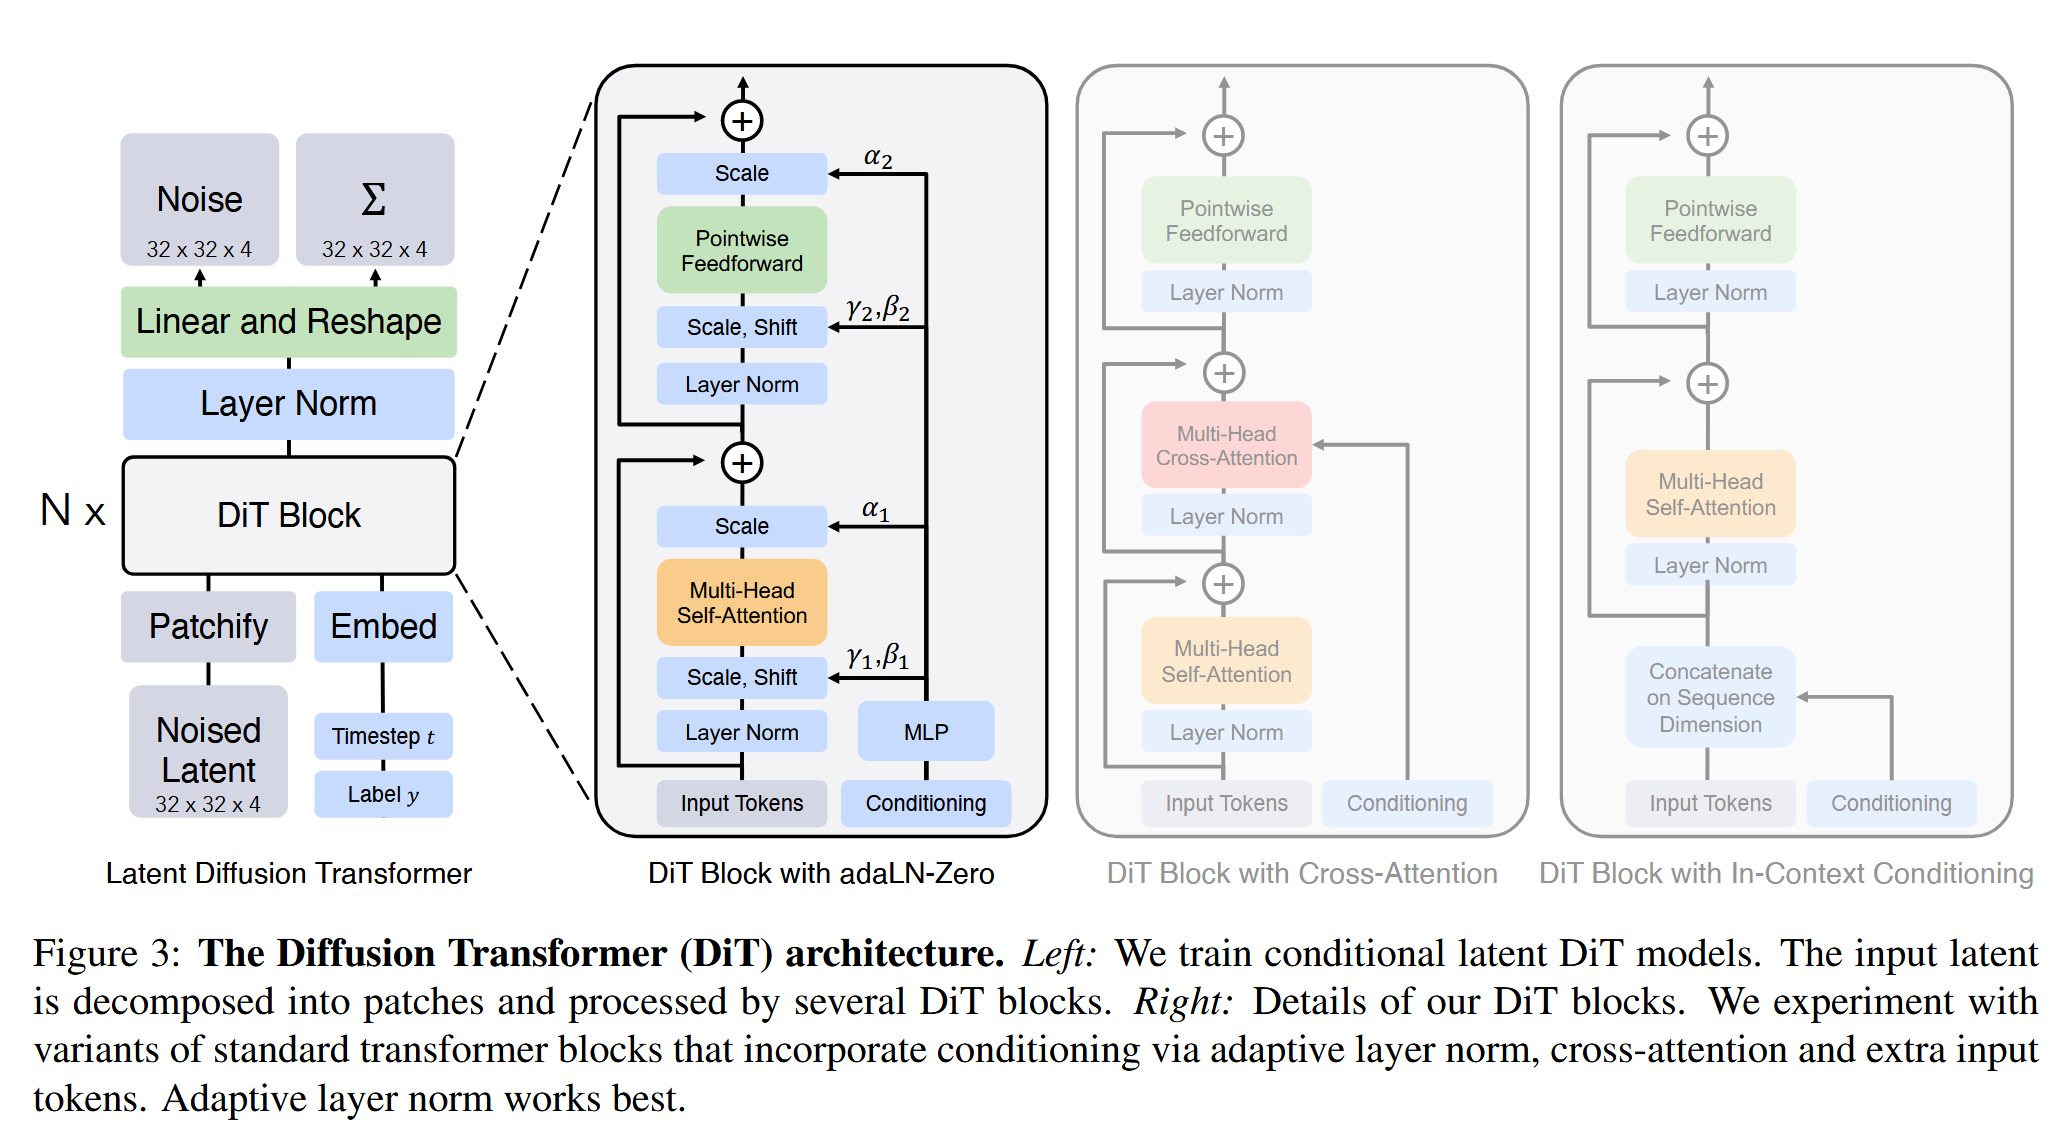 Noise
32 x 32 x 4
Σ
32 x 32 x 4
Linear and Reshape
Layer Norm
N x
DiT Block
Patchify
Embed
Noised
Latent
32 x 32 x 4
Timestep t
Label y
Latent Diffusion Transformer
+
Scale
α₂
Pointwise
Feedforward
γ₂,β₂
Scale, Shift
Layer Norm
+
Scale
α₁
Multi-Head
Self-Attention
γ₁,β₁
Scale, Shift
Layer Norm
MLP
Input Tokens
Conditioning
DiT Block with adaLN-Zero
+
Pointwise
Feedforward
Layer Norm
+
Multi-Head
Cross-Attention
Layer Norm
+
Multi-Head
Self-Attention
Layer Norm
Input Tokens
Conditioning
DiT Block with Cross-Attention
+
Pointwise
Feedforward
Layer Norm
+
Multi-Head
Self-Attention
Layer Norm
Concatenate
on Sequence
Dimension
Input Tokens
Conditioning
DiT Block with In-Context Conditioning
Figure 3: The Diffusion Transformer (DiT) architecture. Left: We train conditional latent DiT models. The input latent
is decomposed into patches and processed by several DiT blocks. Right: Details of our DiT blocks. We experiment with
variants of standard transformer blocks that incorporate conditioning via adaptive layer norm, cross-attention and extra input
tokens. Adaptive layer norm works best.